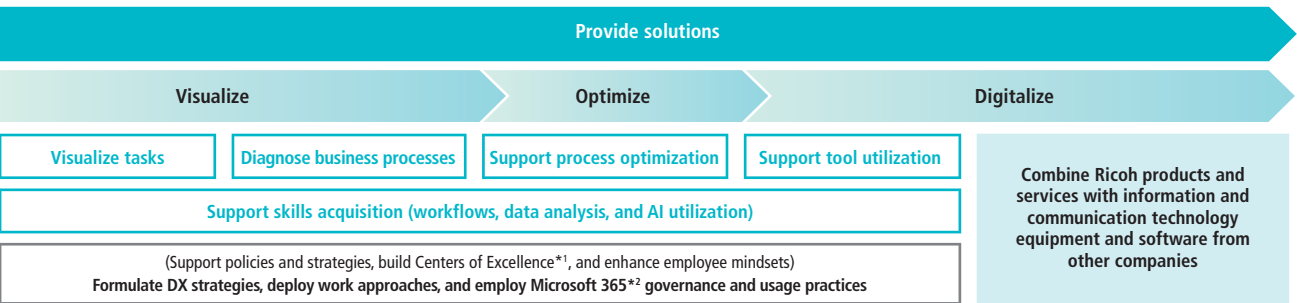 Provide solutions
Visualize
Optimize
Digitalize
Visualize tasks
Diagnose business processes
Support process optimization
Support tool utilization
Support skills acquisition (workflows, data analysis, and AI utilization)
(Support policies and strategies, build Centers of Excellence*1, and enhance employee mindsets)
Formulate DX strategies, deploy work approaches, and employ Microsoft 365*2 governance and usage practices
Combine Ricoh products and
services with information and
communication technology
equipment and software from
other companies